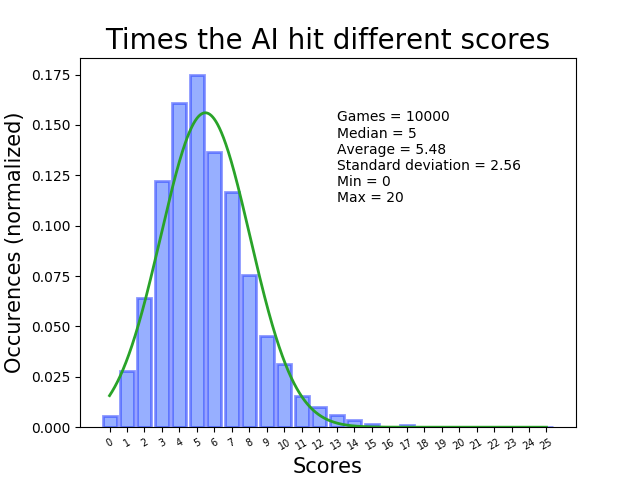 Times the AI hit different scores
Occurences (normalized)
0.175
0.150
0.125
0.100
0.075
0.050
0.025
0.000
Games = 10000
Median = 5
Average = 5.48
Standard deviation = 2.56
Min = 0
Max = 20
0 1 2 3 4 5 6 7 8 9 10 11 12 13 14 15 16 17 18 19 20 21 22 23 24 25
Scores